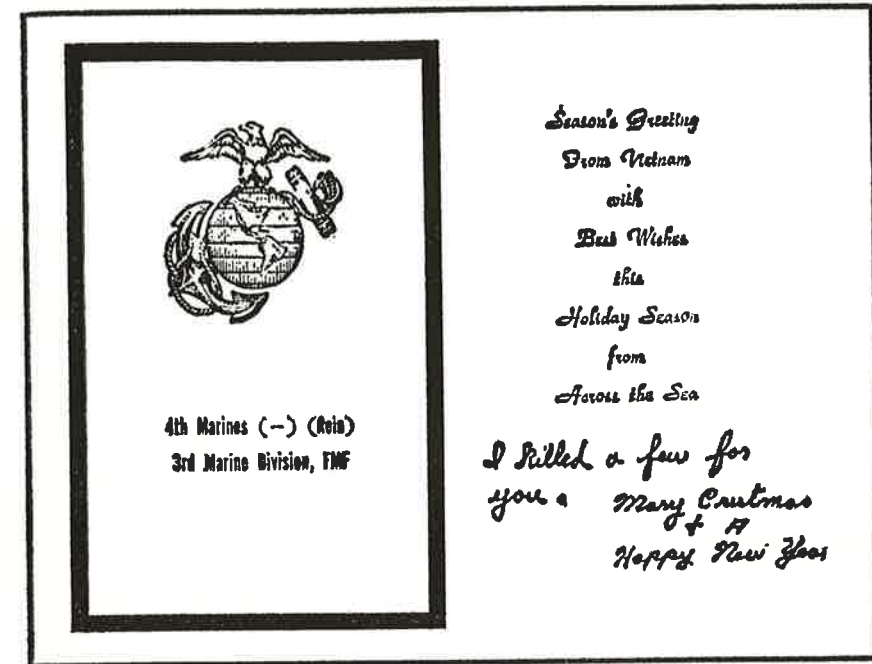 4th Marines (--) (Rein)
3rd Marine Division, FMF
Season's Greeting
From Vietnam
with
Best Wishes
this
Holiday Season
from
Across the Sea
I Killed a few for
you a Mary Cristmas
+ A
Happy New Year